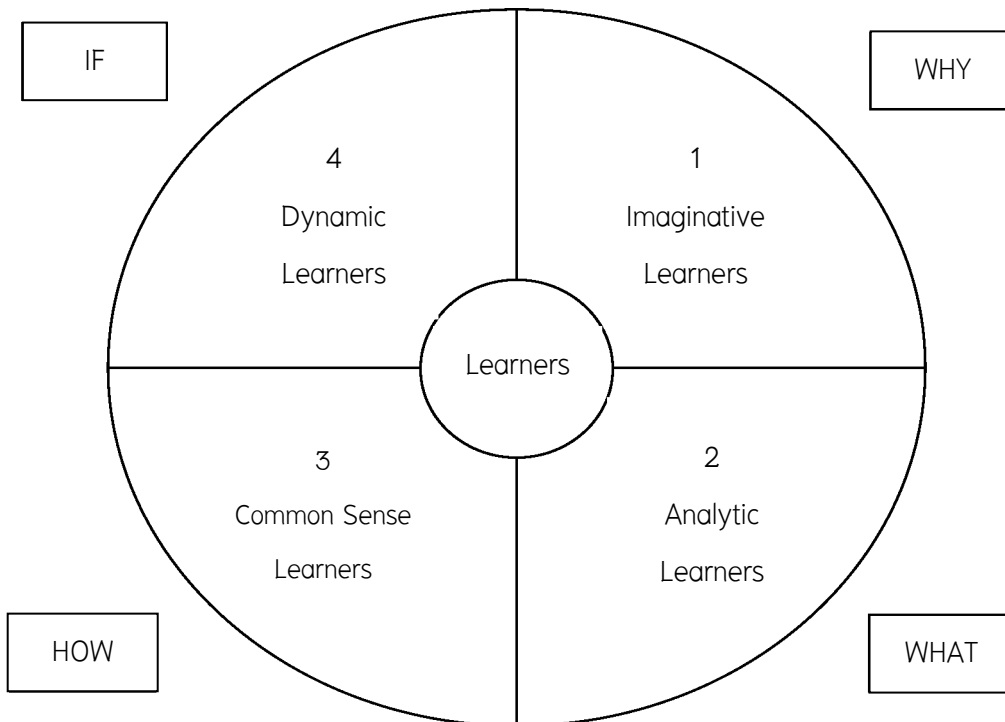 IF
WHY
4
Dynamic
Learners
1
Imaginative
Learners
Learners
3
Common Sense
Learners
2
Analytic
Learners
HOW
WHAT